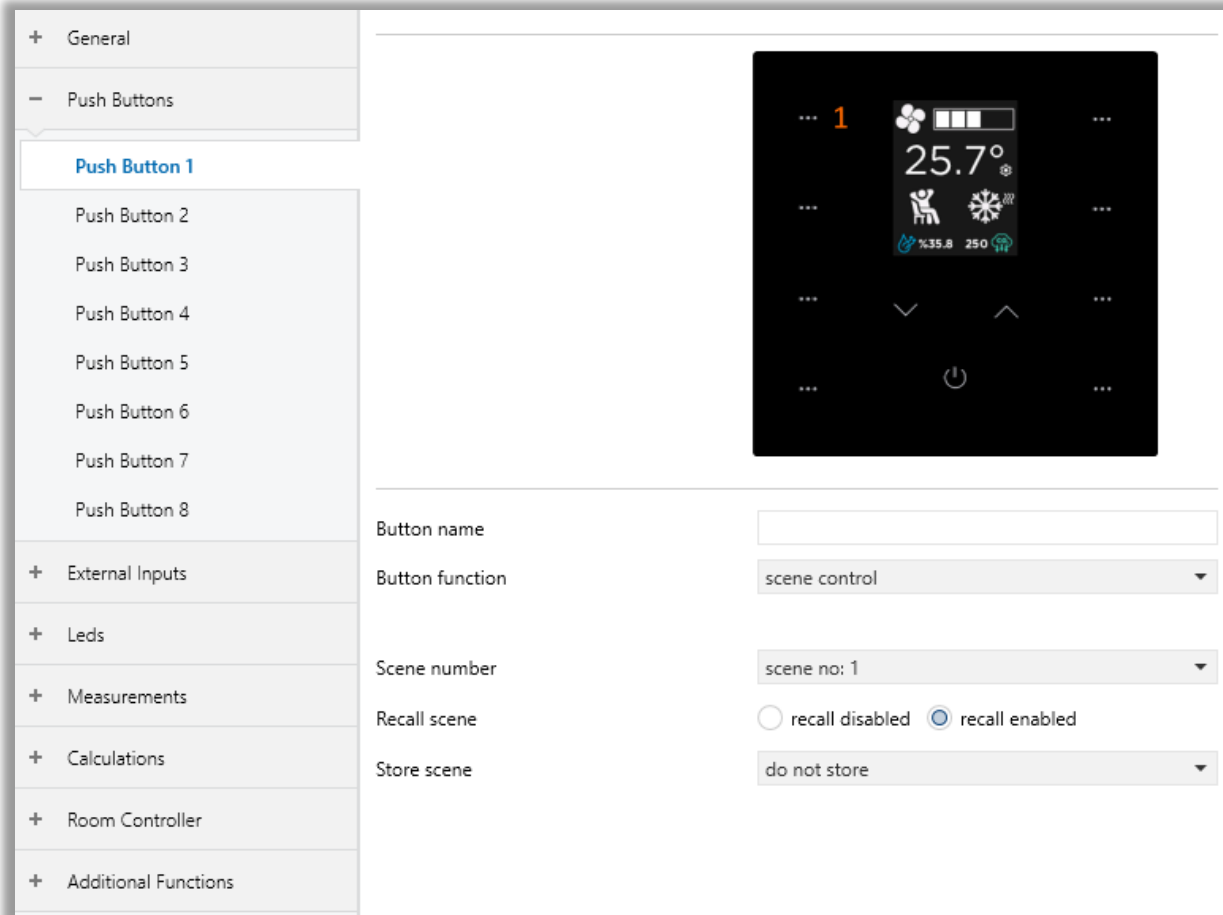 + General
− Push Buttons
Push Button 1
Push Button 2
Push Button 3
Push Button 4
Push Button 5
Push Button 6
Push Button 7
Push Button 8
+ External Inputs
+ Leds
+ Measurements
+ Calculations
+ Room Controller
+ Additional Functions
1
25.7°
%35.8 250
Button name
Button function scene control
Scene number scene no: 1
Recall scene recall disabled recall enabled
Store scene do not store